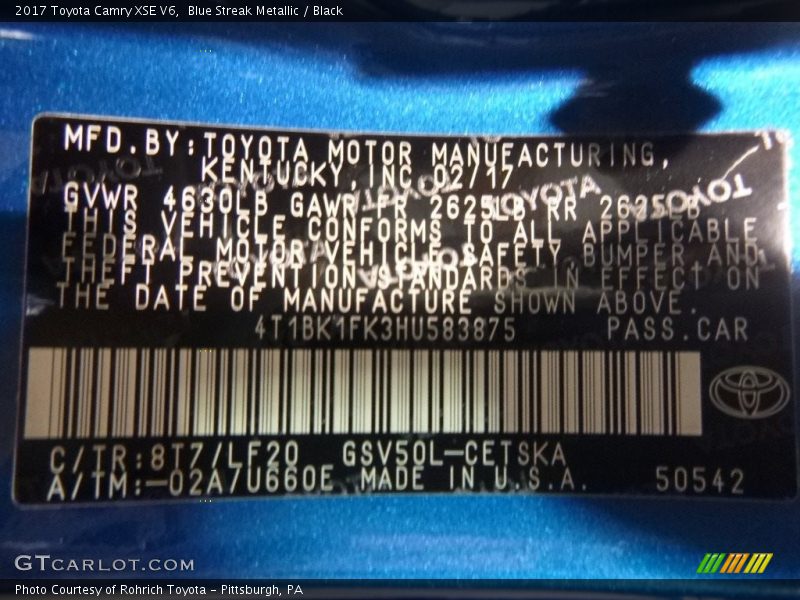 2017 Toyota Camry XSE V6,  Blue Streak Metallic / Black
MFD.BY:TOYOTA MOTOR MANUFACTURING,
KENTUCKY,INC 02/17
GVWR 4630LB GAWR FR 2625LB RR 2625LB
THIS VEHICLE CONFORMS TO ALL APPLICABLE
FEDERAL MOTOR VEHICLE SAFETY BUMPER AND
THEFT PREVENTION STANDARDS IN EFFECT ON
THE DATE OF MANUFACTURE SHOWN ABOVE.
4T1BK1FK3HU583875 PASS.CAR
C/TR:8T7/LF20 GSV50L-CETSKA
A/TM:-02A/U660E MADE IN U.S.A. 50542
GTCARLOT.COM
Photo Courtesy of Rohrich Toyota - Pittsburgh, PA